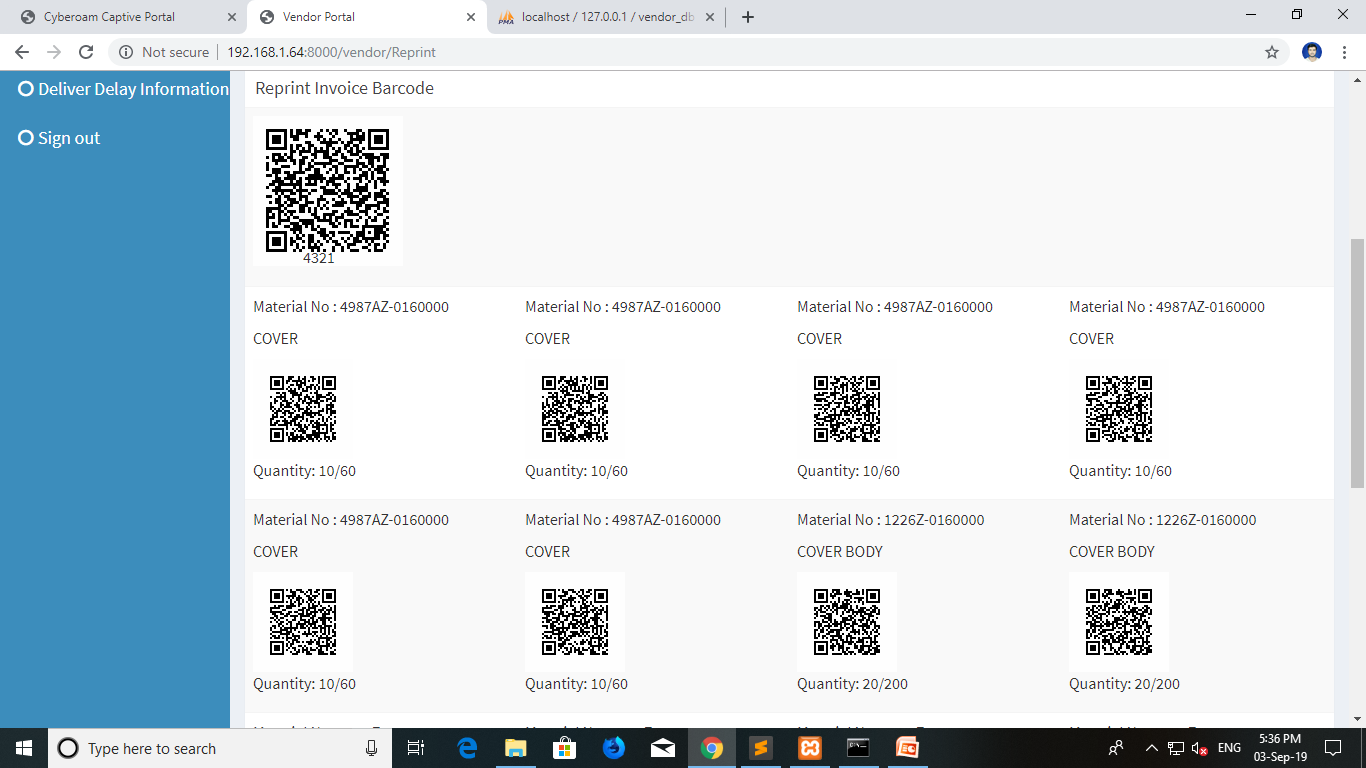 Cyberoam Captive Portal
Vendor Portal
localhost / 127.0.0.1 / vendor_db
Not secure
192.168.1.64:8000/vendor/Reprint
Deliver Delay Information
Sign out
Reprint Invoice Barcode
4321
Material No : 4987AZ-0160000 Material No : 4987AZ-0160000 Material No : 4987AZ-0160000 Material No : 4987AZ-0160000
COVER COVER COVER COVER
Quantity: 10/60 Quantity: 10/60 Quantity: 10/60 Quantity: 10/60
Material No : 4987AZ-0160000 Material No : 4987AZ-0160000 Material No : 1226Z-0160000 Material No : 1226Z-0160000
COVER COVER COVER BODY COVER BODY
Quantity: 10/60 Quantity: 10/60 Quantity: 20/200 Quantity: 20/200
Type here to search
ENG
5:36 PM
03-Sep-19